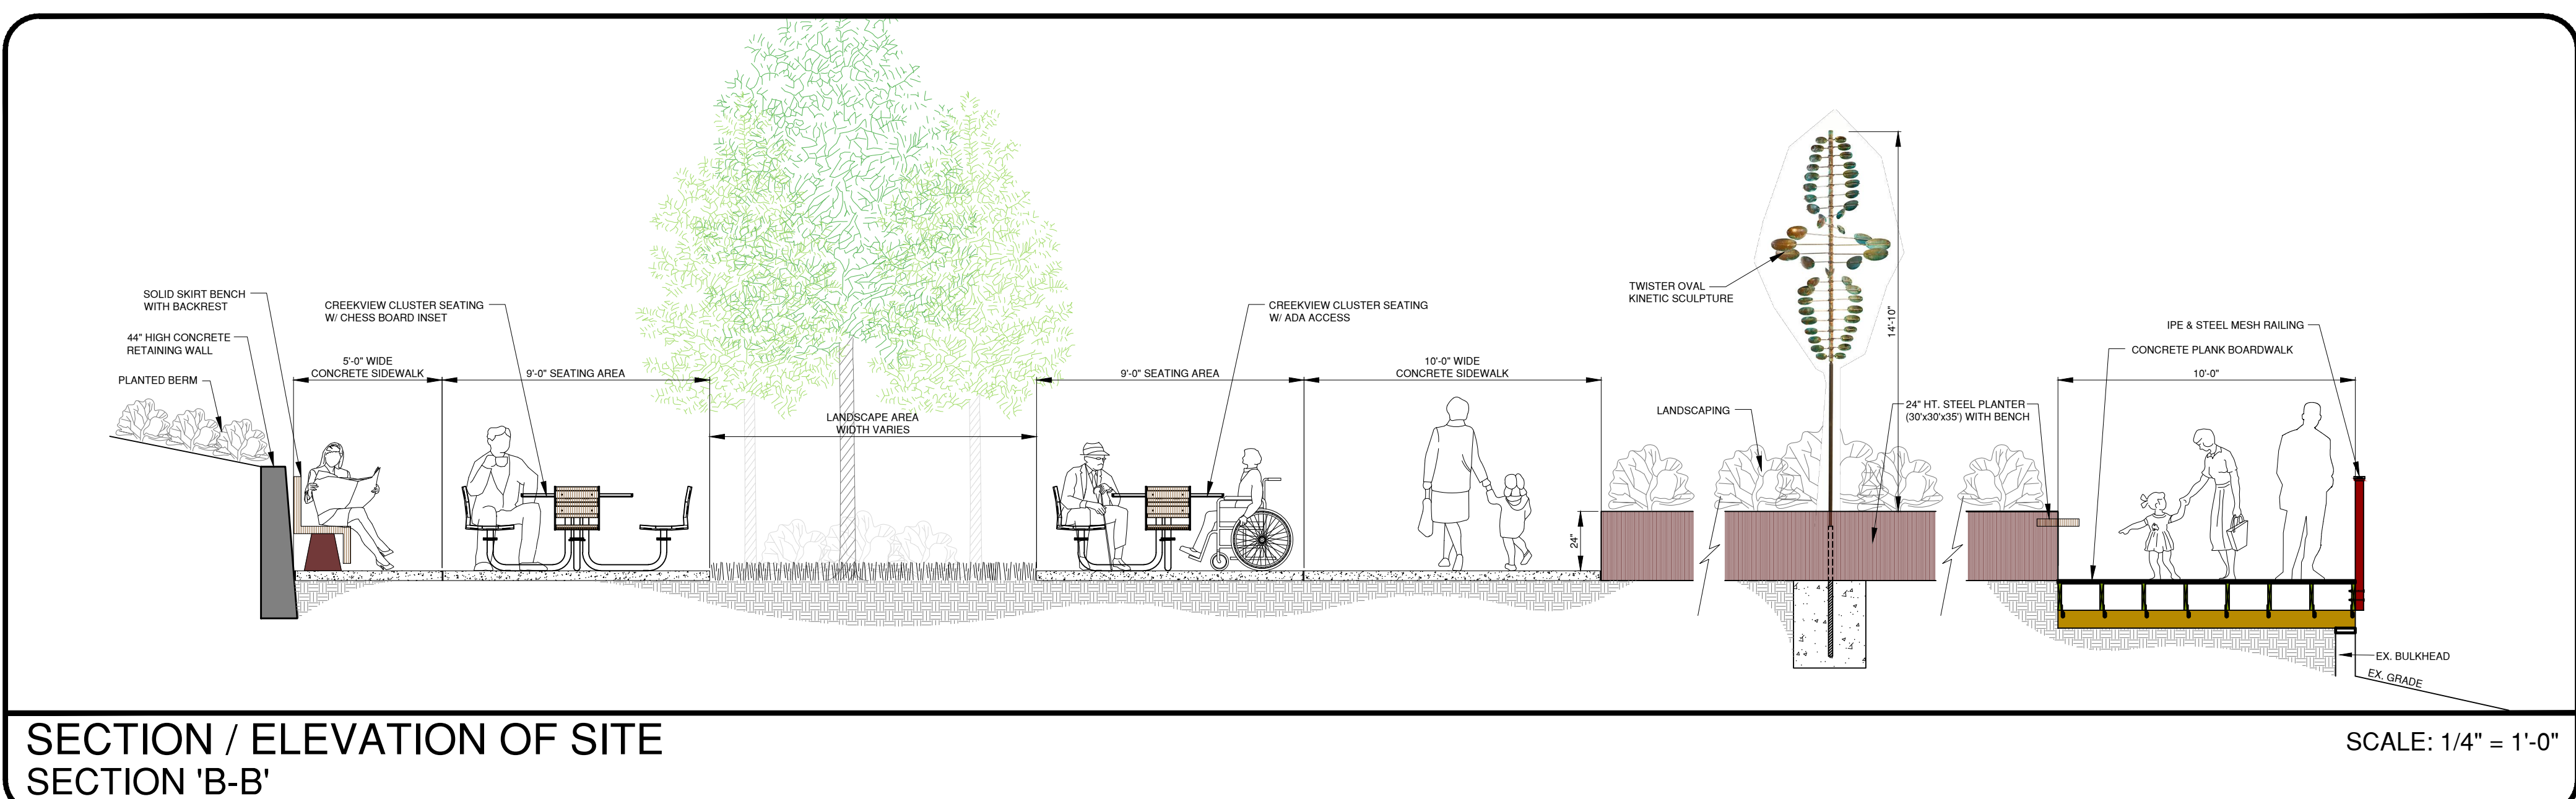 SOLID SKIRT BENCH
WITH BACKREST
44" HIGH CONCRETE
RETAINING WALL
PLANTED BERM
5'-0" WIDE
CONCRETE SIDEWALK
CREEKVIEW CLUSTER SEATING
W/ CHESS BOARD INSET
9'-0" SEATING AREA
LANDSCAPE AREA
WIDTH VARIES
9'-0" SEATING AREA
CREEKVIEW CLUSTER SEATING
W/ ADA ACCESS
10'-0" WIDE
CONCRETE SIDEWALK
24"
LANDSCAPING
TWISTER OVAL
KINETIC SCULPTURE
14'-10"
24" HT. STEEL PLANTER
(30'x30'x35') WITH BENCH
IPE & STEEL MESH RAILING
CONCRETE PLANK BOARDWALK
10'-0"
EX. BULKHEAD
EX. GRADE
SECTION / ELEVATION OF SITE
SECTION 'B-B'
SCALE: 1/4" = 1'-0"